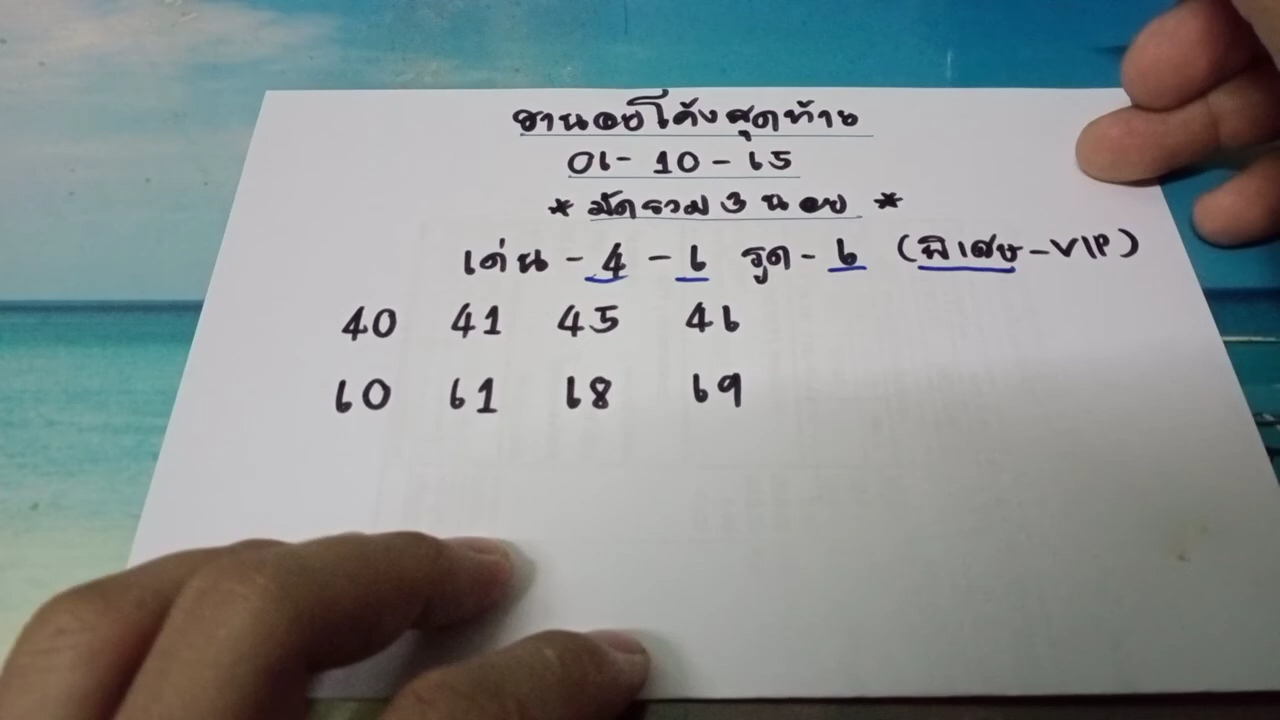 ฮานอยโค้งสุดท้าย
01-10-65
* มัดรวม 3 นอย *
เด่น - 4 - 6 รูด - 6 (พิเศษ - VIP)
40 41 45 46
60 61 68 69